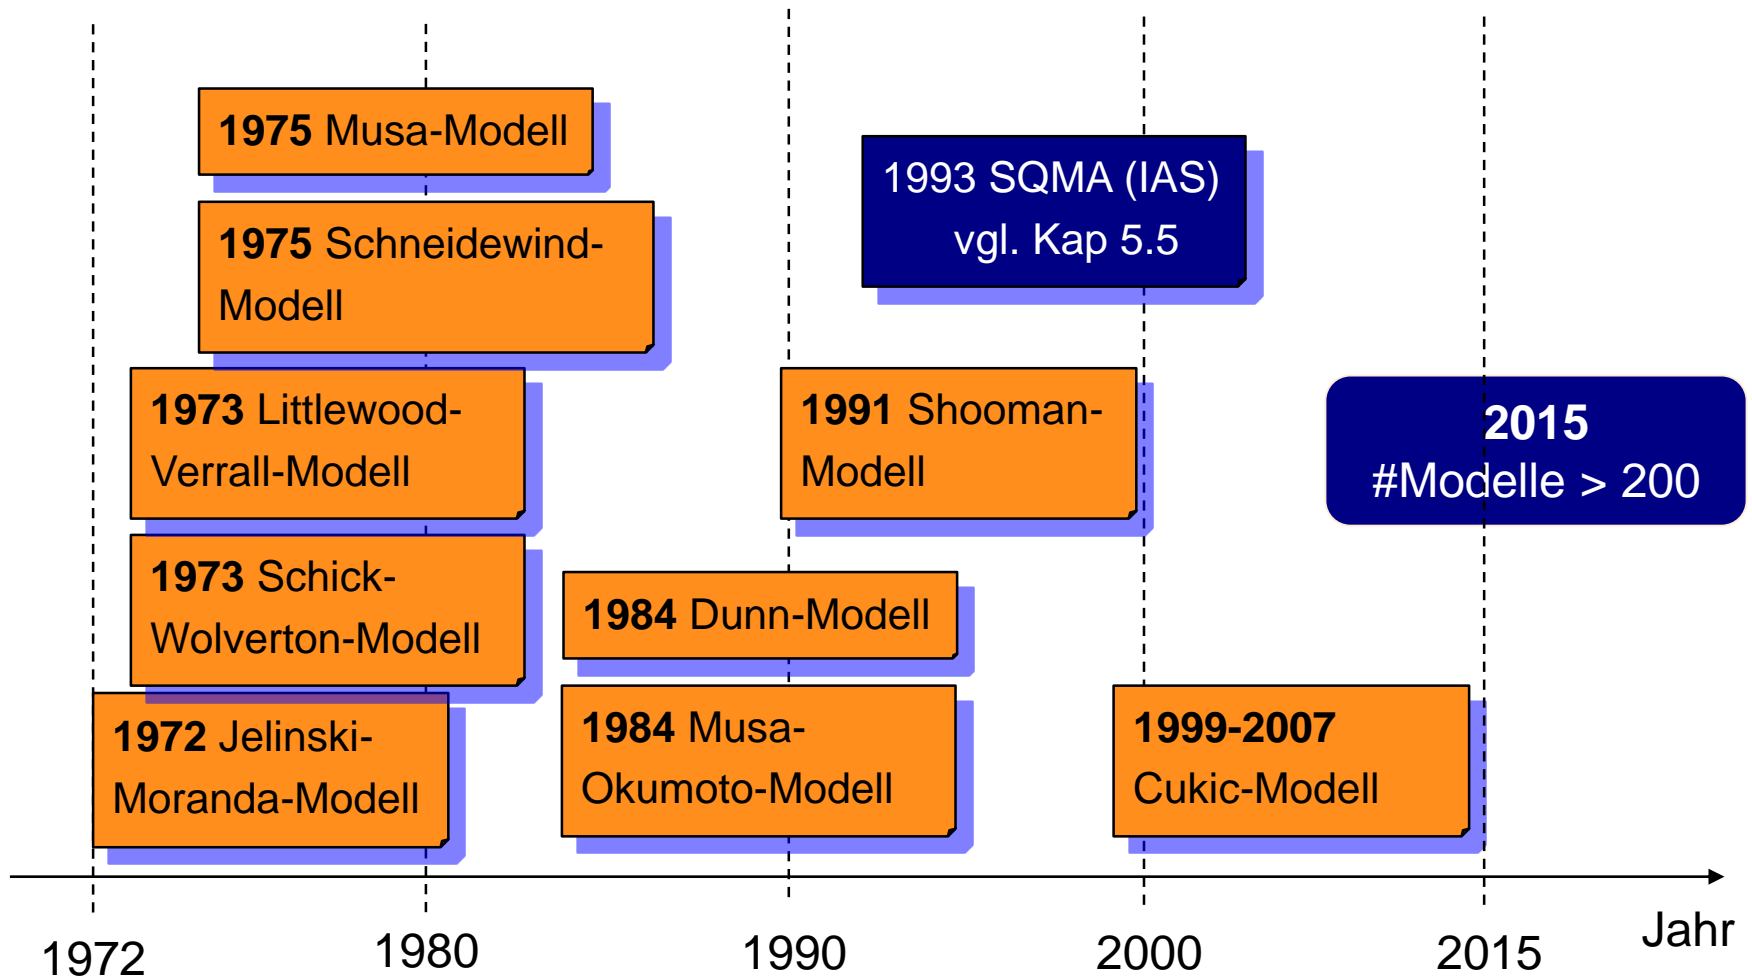 1975 Musa-Modell
1975 Schneidewind-
Modell
1973 Littlewood-
Verrall-Modell
1973 Schick-
Wolverton-Modell
1972 Jelinski-
Moranda-Modell
1984 Dunn-Modell
1984 Musa-
Okumoto-Modell
1993 SQMA (IAS)
vgl. Kap 5.5
1991 Shooman-
Modell
1999-2007
Cukic-Modell
2015
#Modelle > 200
1972
1980
1990
2000
2015
Jahr